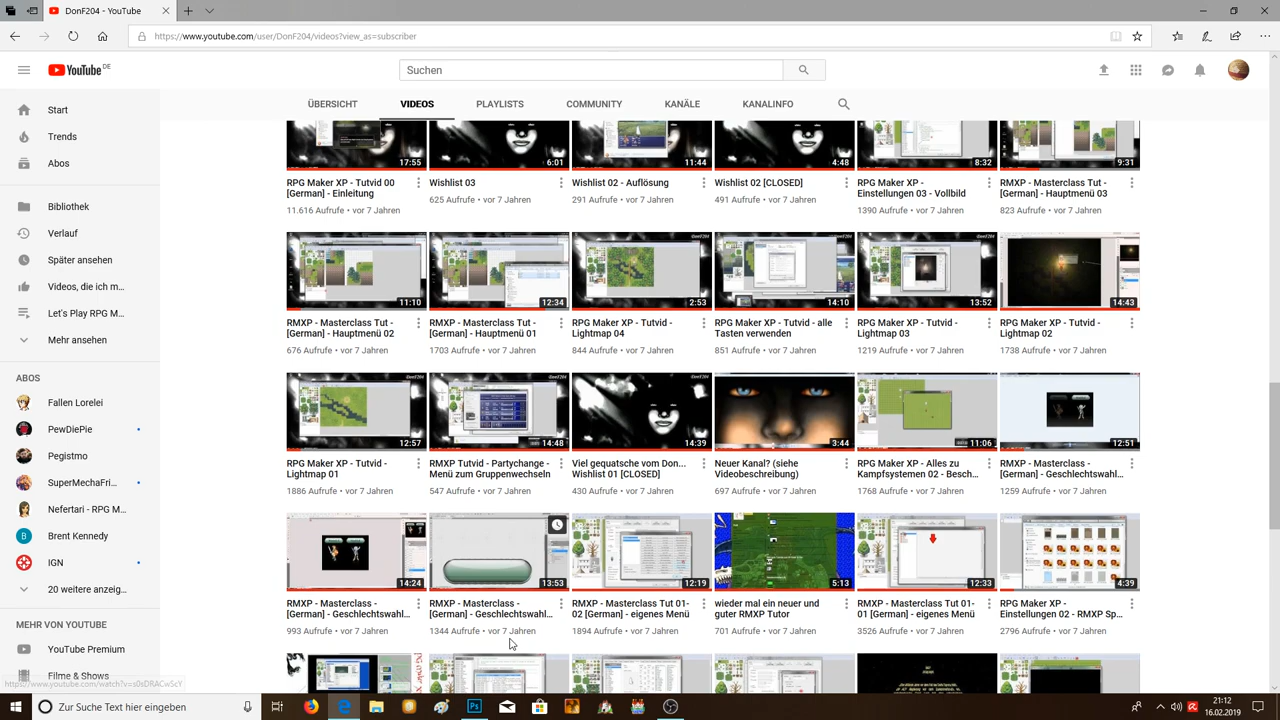 DonF204 - YouTube
https://www.youtube.com/user/DonF204/videos?view_as=subscriber
YouTube DE
Suchen
ÜBERSICHT
VIDEOS
PLAYLISTS
COMMUNITY
KANÄLE
KANALINFO
Start
Trends
Abos
Bibliothek
Verlauf
Später ansehen
Videos, die ich m...
Let's Play RPG M...
Mehr ansehen
ABOS
Fallen Lorelei
PewDiePie
Pegien Pro
SuperMechaFri...
Nefertari - RPG M...
B
Brent Kennedy
IGN
20 weitere anzeig...
MEHR VON YOUTUBE
YouTube Premium
17:55
6:01
11:44
4:48
8:32
9:31
RPG Maker XP - Tutvid 00
[German] - Einleitung
11.616 Aufrufe • vor 7 Jahren
Wishlist 03
625 Aufrufe • vor 7 Jahren
Wishlist 02 - Auflösung
291 Aufrufe • vor 7 Jahren
Wishlist 02 [CLOSED]
491 Aufrufe • vor 7 Jahren
RPG Maker XP -
Einstellungen 03 - Vollbild
1390 Aufrufe • vor 7 Jahren
RMXP - Masterclass Tut -
[German] - Hauptmenü 03
823 Aufrufe • vor 7 Jahren
11:10
12:34
2:53
14:10
13:52
14:43
RMXP - Masterclass Tut -
[German] - Hauptmenü 02
676 Aufrufe • vor 7 Jahren
RMXP - Masterclass Tut -
[German] - Hauptmenü 01
1703 Aufrufe • vor 7 Jahren
RPG Maker XP - Tutvid -
Lightmap 04
844 Aufrufe • vor 7 Jahren
RPG Maker XP - Tutvid - alle
Tasten verwenden
851 Aufrufe • vor 7 Jahren
RPG Maker XP - Tutvid -
Lightmap 03
1219 Aufrufe • vor 7 Jahren
RPG Maker XP - Tutvid -
Lightmap 02
1738 Aufrufe • vor 7 Jahren
12:57
14:48
14:39
3:44
11:06
12:51
RPG Maker XP - Tutvid -
Lightmap 01
1886 Aufrufe • vor 7 Jahren
RMXP Tutvid - Partychange -
Menü zum Gruppenwechseln
547 Aufrufe • vor 7 Jahren
Viel gequatsche vom Don...
Wishlist 01 [CLOSED]
430 Aufrufe • vor 7 Jahren
Neuer Kanal? (siehe
Videobeschreibung)
697 Aufrufe • vor 7 Jahren
RPG Maker XP - Alles zu
Kampfsystemen 02 - Besch...
1768 Aufrufe • vor 7 Jahren
RMXP - Masterclass -
[German] - Geschlechtswahl...
1259 Aufrufe • vor 7 Jahren
14:24
13:53
12:19
5:13
12:33
4:39
RMXP - Masterclass -
[German] - Geschlechtswahl...
993 Aufrufe • vor 7 Jahren
RMXP - Masterclass -
[German] - Geschlechtswahl...
1344 Aufrufe • vor 7 Jahren
RMXP - Masterclass Tut 01-
02 [German] - eigenes Menü
1894 Aufrufe • vor 7 Jahren
wieder mal ein neuer und
guter RMXP Tutor
701 Aufrufe • vor 7 Jahren
RMXP - Masterclass Tut 01-
01 [German] - eigenes Menü
3526 Aufrufe • vor 7 Jahren
RPG Maker XP -
Einstellungen 02 - RMXP Sp...
2796 Aufrufe • vor 7 Jahren
Zur Suche Text hier eingeben
21:12
16.02.2019